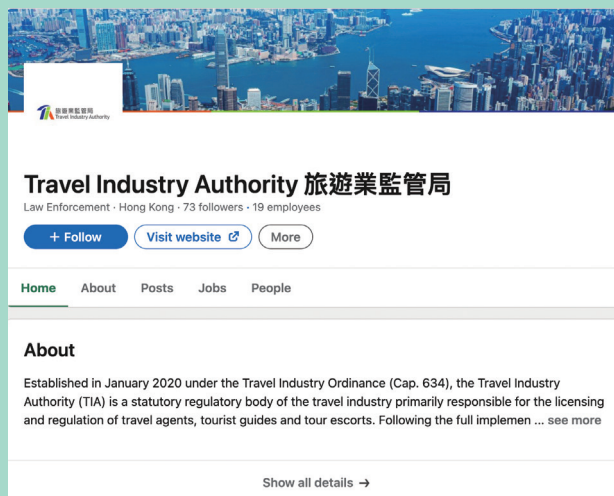 旅遊業監管局
Travel Industry Authority
Travel Industry Authority 旅遊業監管局
Law Enforcement · Hong Kong · 73 followers · 19 employees
+ Follow
Visit website
More
Home
About
Posts
Jobs
People
About
Established in January 2020 under the Travel Industry Ordinance (Cap. 634), the Travel Industry
Authority (TIA) is a statutory regulatory body of the travel industry primarily responsible for the licensing
and regulation of travel agents, tourist guides and tour escorts. Following the full implemen ... see more
Show all details →